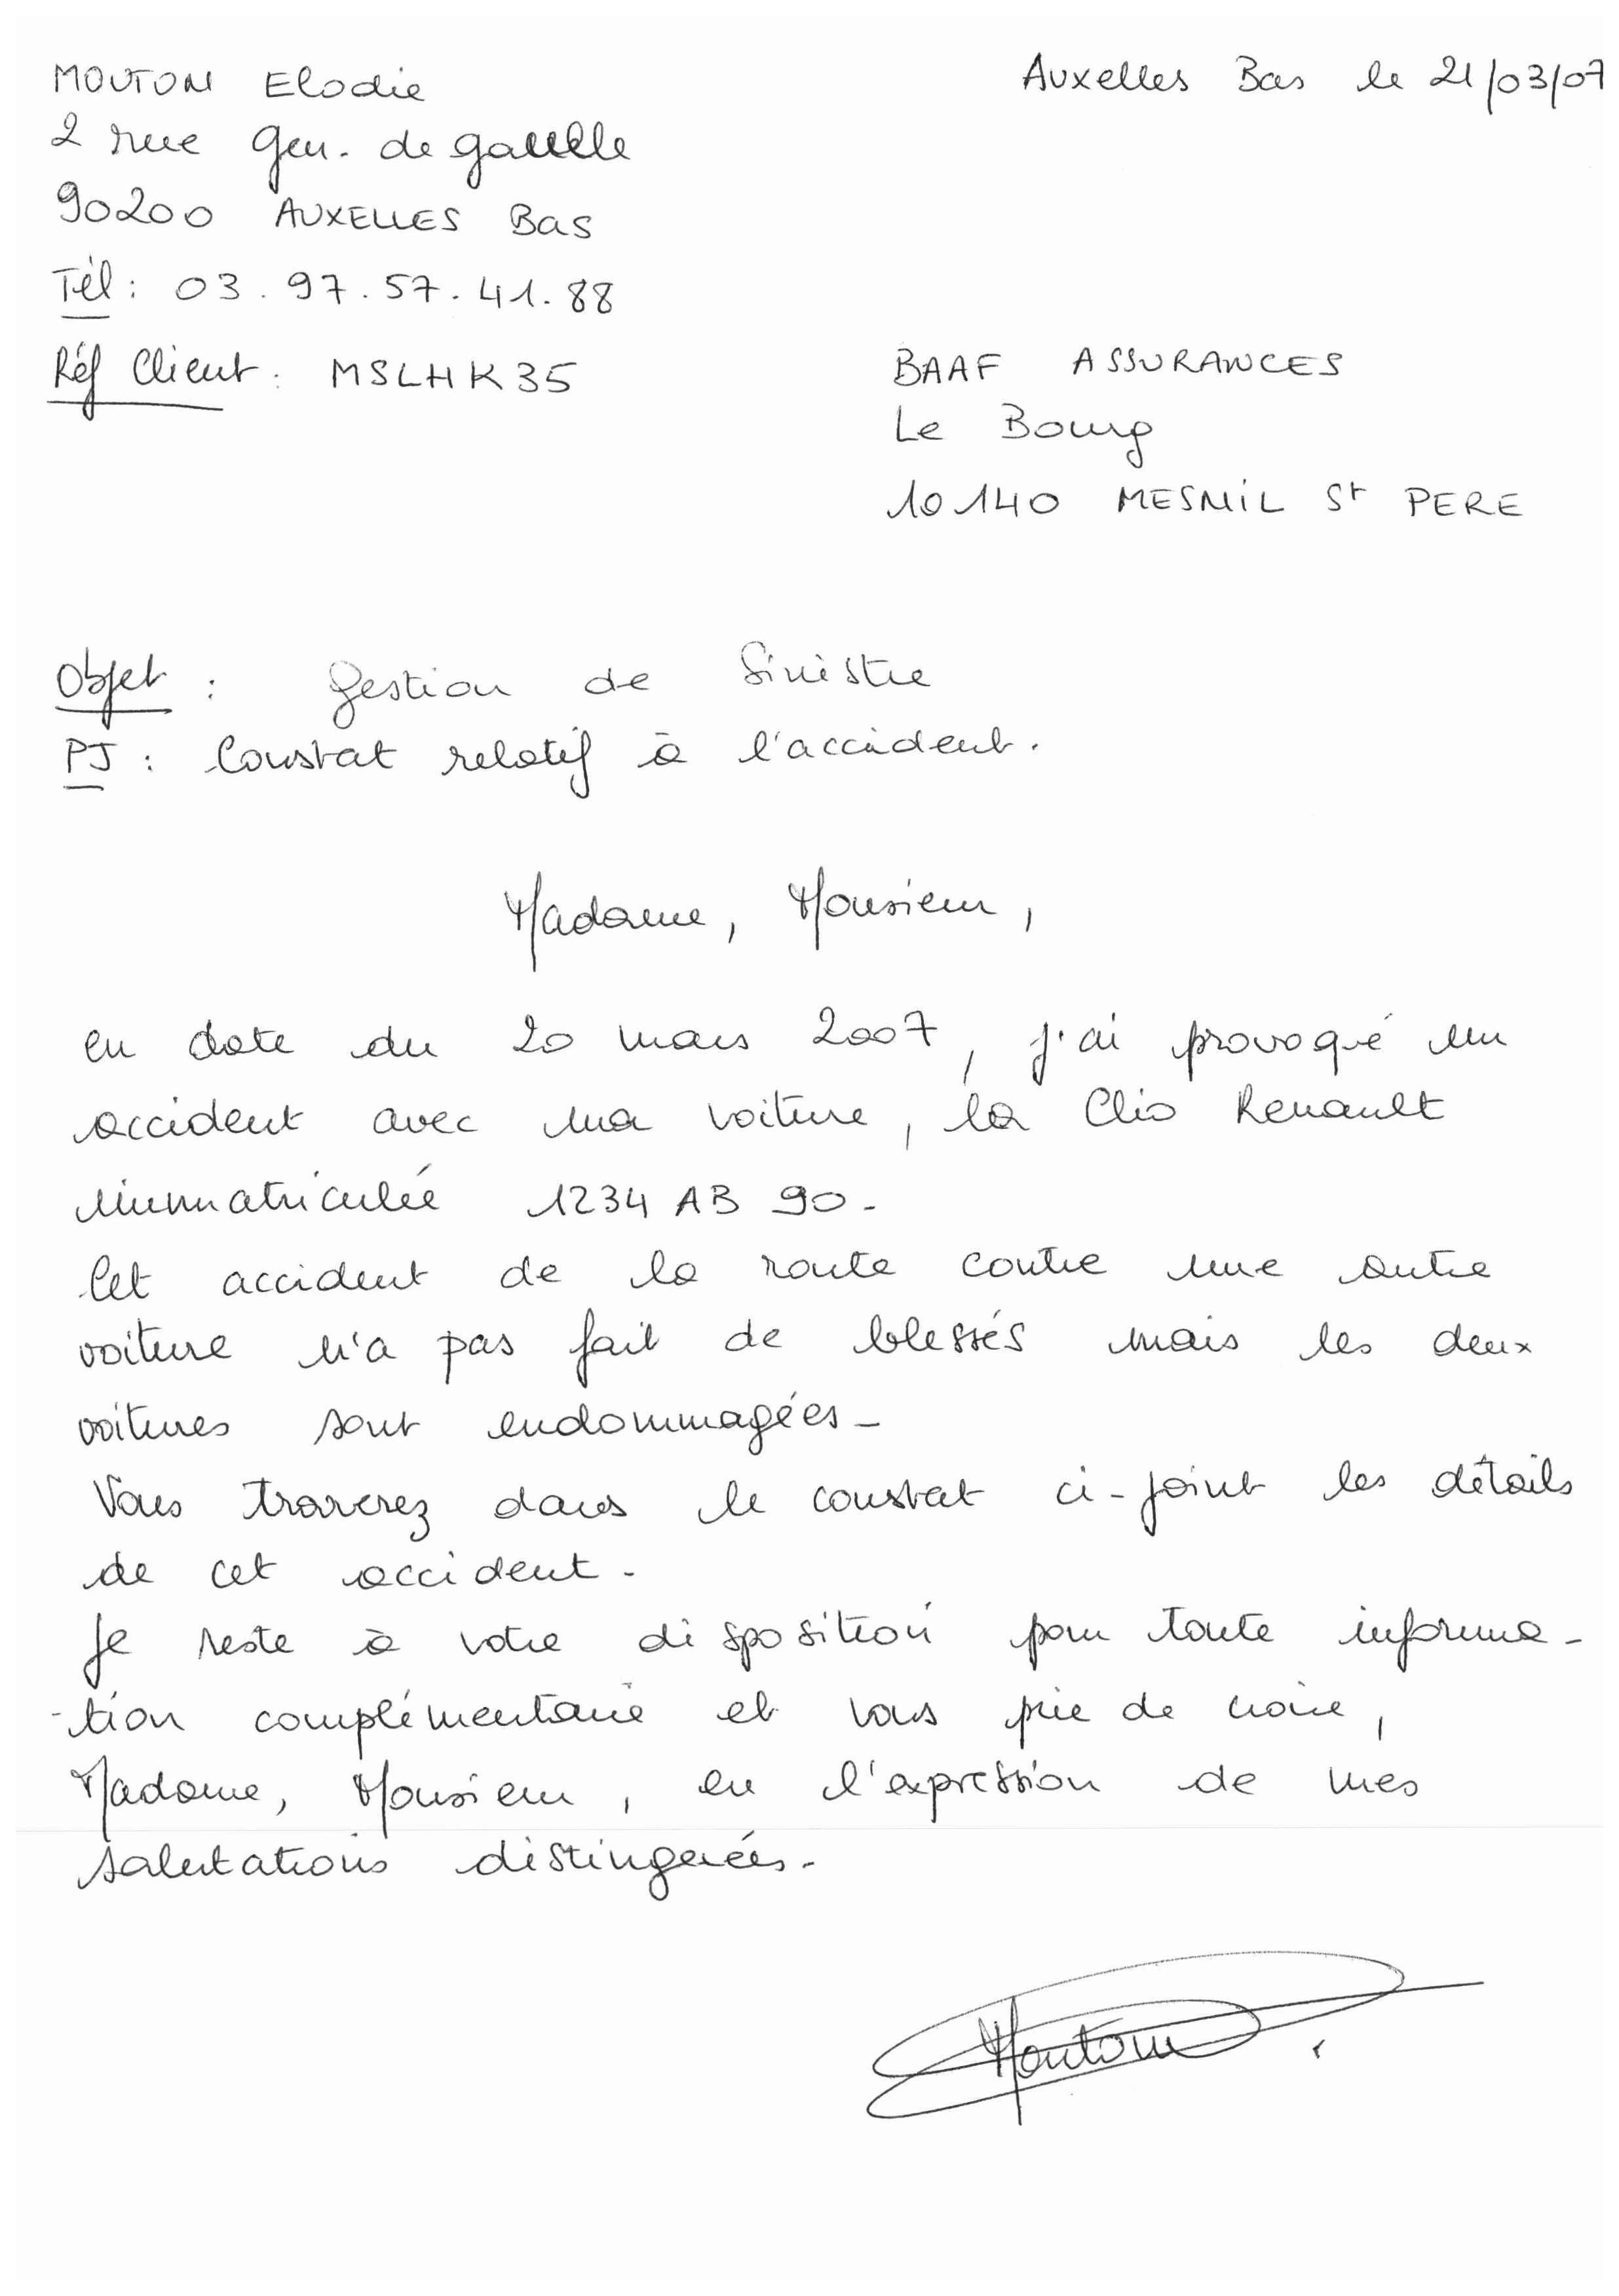 MOUTON Elodie
Auxelles Bas le 21/03/07
2 rue Gen. de gaulle
90200 AUXELLES Bas
Tél : 03.97.57.41.88
Réf Client : MSLHK35
BAAF ASSURANCES
Le Bourg
10140 MESNIL St PERE
Objet : Gestion de Sinistre
PJ : Constat relatif à l'accident.
Madame, Monsieur,
en date du 20 mars 2007, j'ai provoqué un
accident avec ma voiture, la Clio Renault
immatriculée 1234 AB 90.
Cet accident de la route contre une autre
voiture n'a pas fait de blessés mais les deux
voitures sont endommagées.
Vous trouverez dans le constat ci-joint les détails
de cet accident.
Je reste à votre disposition pour toute informa-
-tion complémentaire et vous prie de croire,
Madame, Monsieur, en l'expression de mes
salutations distinguées.
Mouton